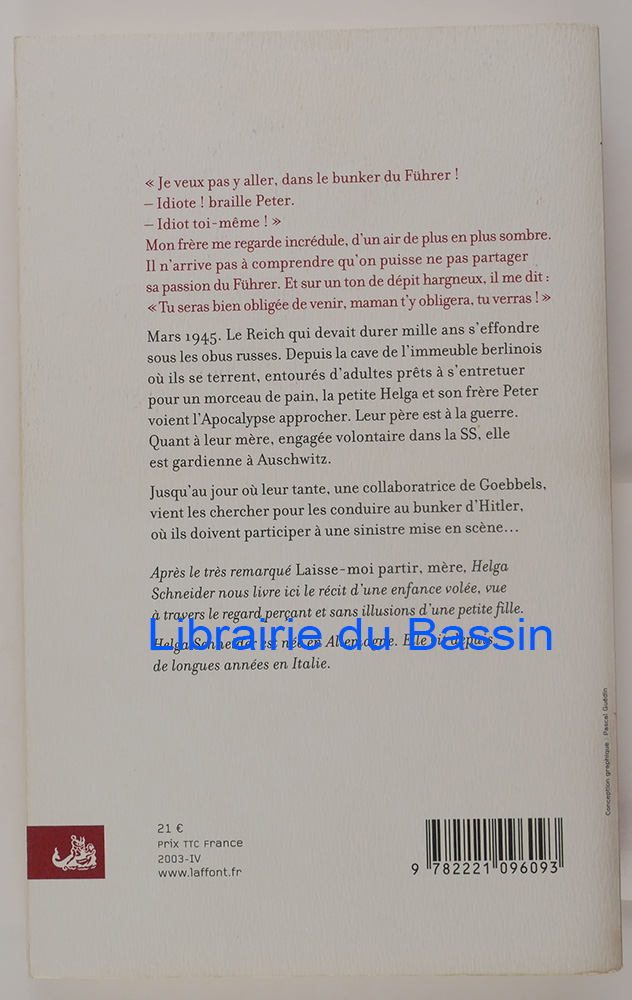 « Je veux pas y aller, dans le bunker du Führer !
– Idiote ! braille Peter.
– Idiot toi-même ! »
Mon frère me regarde incrédule, d'un air de plus en plus sombre.
Il n'arrive pas à comprendre qu'on puisse ne pas partager
sa passion du Führer. Et sur un ton de dépit hargneux, il me dit :
« Tu seras bien obligée de venir, maman t'y obligera, tu verras ! »
Mars 1945. Le Reich qui devait durer mille ans s'effondre
sous les obus russes. Depuis la cave de l'immeuble berlinois
où ils se terrent, entourés d'adultes prêts à s'entretuer
pour un morceau de pain, la petite Helga et son frère Peter
voient l'Apocalypse approcher. Leur père est à la guerre.
Quant à leur mère, engagée volontaire dans la SS, elle
est gardienne à Auschwitz.
Jusqu'au jour où leur tante, une collaboratrice de Goebbels,
vient les chercher pour les conduire au bunker d'Hitler,
où ils doivent participer à une sinistre mise en scène...
Après le très remarqué Laisse-moi partir, mère, Helga
Schneider nous livre ici le récit d'une enfance volée, vue
à travers le regard perçant et sans illusions d'une petite fille.
Librairie du Bassin
Helga Schneider est née en Allemagne. Elle vit depuis
de longues années en Italie.
Conception graphique : Pascal Guédin
21 €
Prix TTC France
2003-IV
www.laffont.fr
9 782221 096093